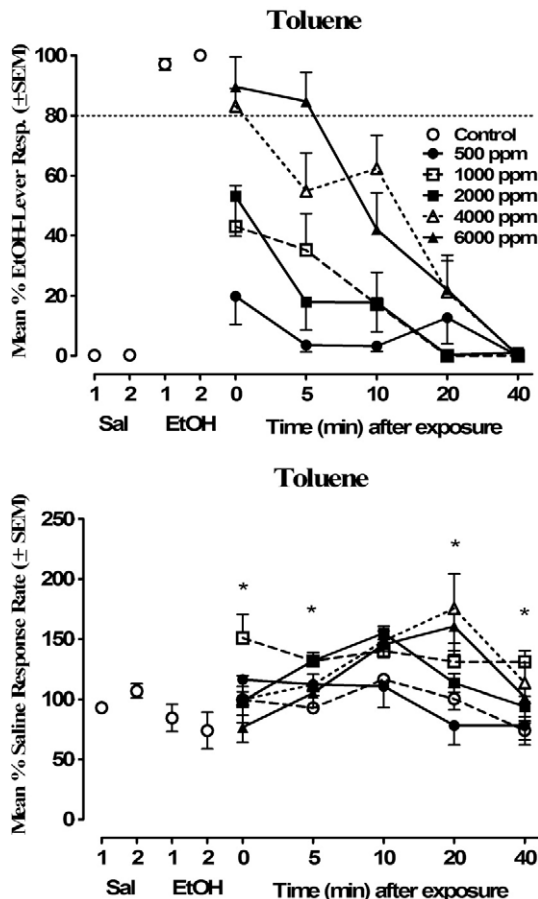 Toluene
Mean % EtOH-Lever Resp. (±SEM)
100
80
60
40
20
0
Control
500 ppm
1000 ppm
2000 ppm
4000 ppm
6000 ppm
1 2 1 2 0 5 10 20 40
Sal EtOH Time (min) after exposure
Toluene
Mean % Saline Response Rate (± SEM)
250
200
150
100
50
0
* * * *
1 2 1 2 0 5 10 20 40
Sal EtOH Time (min) after exposure